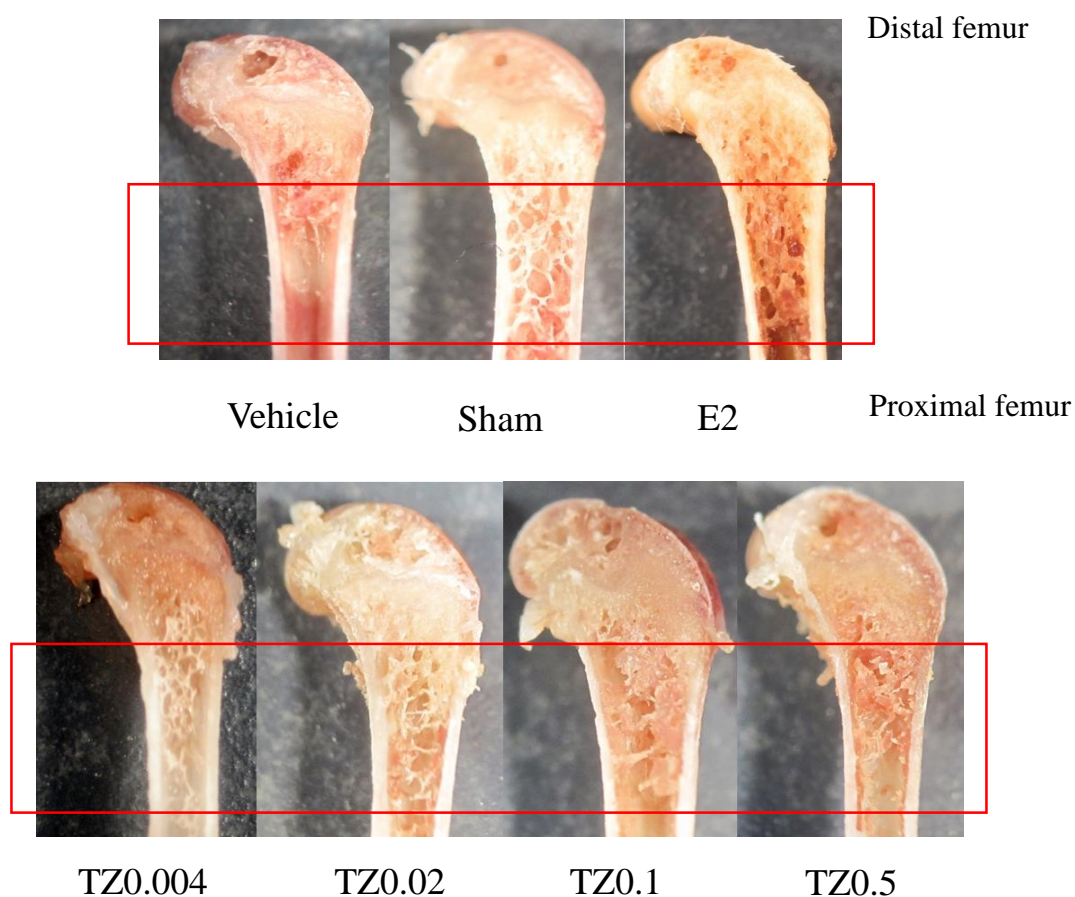 Distal femur
Vehicle
Sham
E2
Proximal femur
TZ0.004
TZ0.02
TZ0.1
TZ0.5